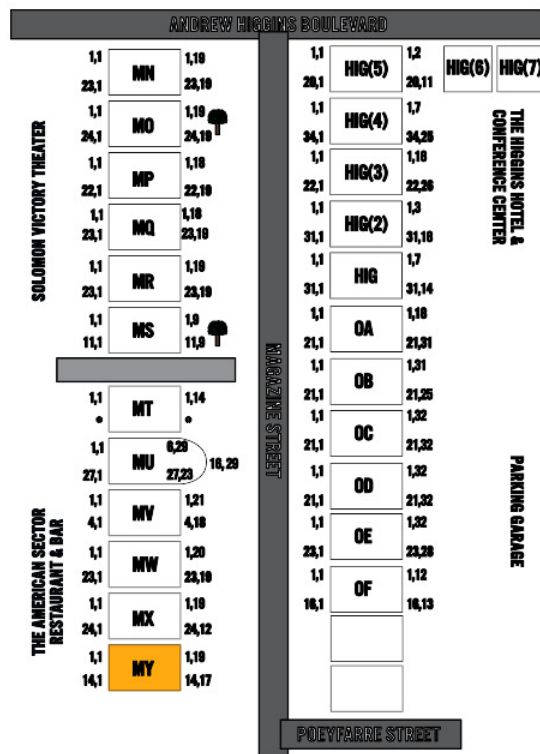 ANDREW HIGGINS BOULEVARD
SOLOMON VICTORY THEATER
1,1 1,19
MN
23,1 23,19
1,1 1,19
MO
24,1 24,19
1,1 1,18
MP
22,1 22,19
1,1 1,18
MQ
23,1 23,19
1,1 1,19
MR
23,1 23,19
1,1 1,9
MS
11,1 11,9
THE AMERICAN SECTOR
RESTAURANT & BAR
1,1 1,14
MT
* *
1,1 6,29
MU 16,29
27,1 27,23
1,1 1,21
MV
4,1 4,18
1,1 1,20
MW
23,1 23,19
1,1 1,19
MX
24,1 24,12
1,1 1,19
MY
14,1 14,17
MAGAZINE STREET
1,1 1,2
HIG(5) HIG(6) HIG(7)
20,1 20,11
1,1 1,7
HIG(4)
34,1 34,25
1,1 1,18
HIG(3)
22,1 22,26
1,1 1,3
HIG(2)
31,1 31,16
1,1 1,7
HIG
31,1 31,14
1,1 1,18
OA
21,1 21,31
1,1 1,31
OB
21,1 21,25
1,1 1,32
OC
21,1 21,32
1,1 1,32
OD
21,1 21,32
1,1 1,32
OE
23,1 23,28
1,1 1,12
OF
16,1 16,13
THE HIGGINS HOTEL &
CONFERENCE CENTER
PARKING GARAGE
POEYFARRE STREET